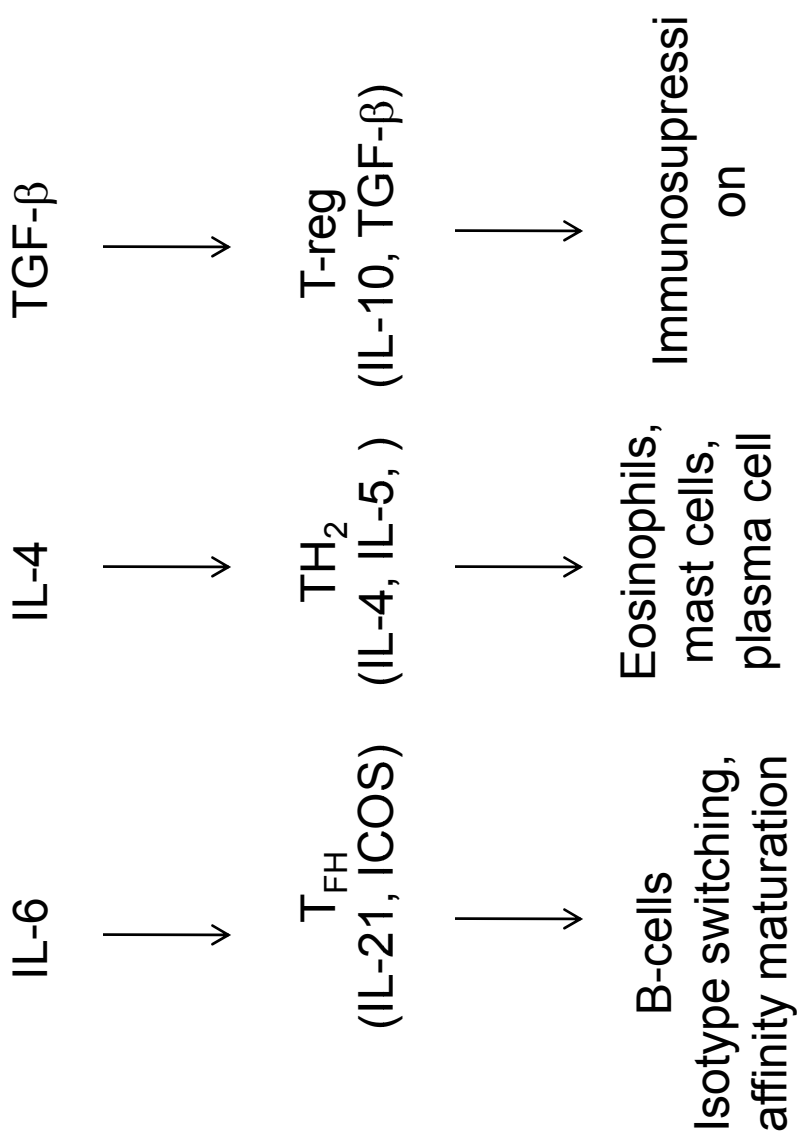 IL-6
IL-4
TGF-β
T_FH
(IL-21, ICOS)
TH₂
(IL-4, IL-5, )
T-reg
(IL-10, TGF-β)
B-cells
Isotype switching,
affinity maturation
Eosinophils,
mast cells,
plasma cell
Immunosupressi
on